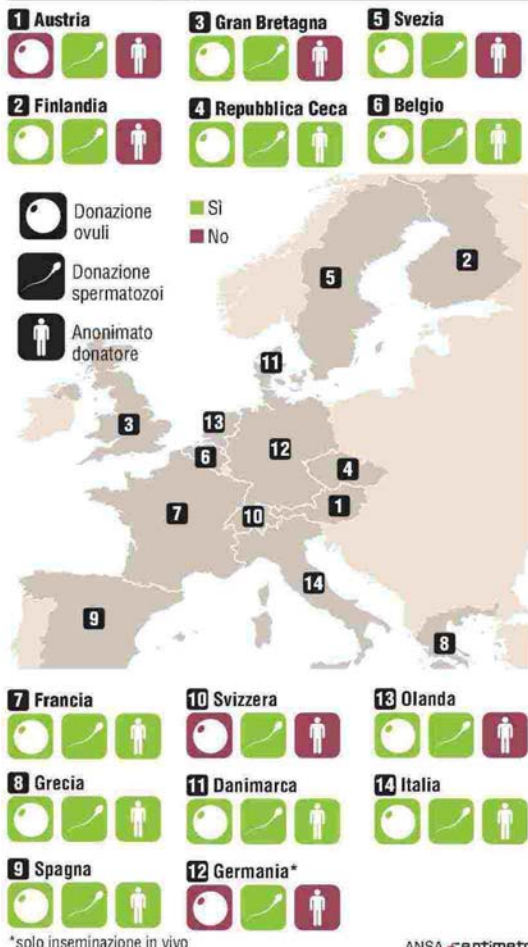 1 Austria
3 Gran Bretagna
5 Svezia
2 Finlandia
4 Repubblica Ceca
6 Belgio
Donazione
ovuli
Sì
No
Donazione
spermatozoi
Anonimato
donatore
2
5
11
3
13
12
6
4
7
10
1
14
9
8
7 Francia
10 Svizzera
13 Olanda
8 Grecia
11 Danimarca
14 Italia
9 Spagna
12 Germania*
*solo inseminazione in vivo
ANSA centimetri